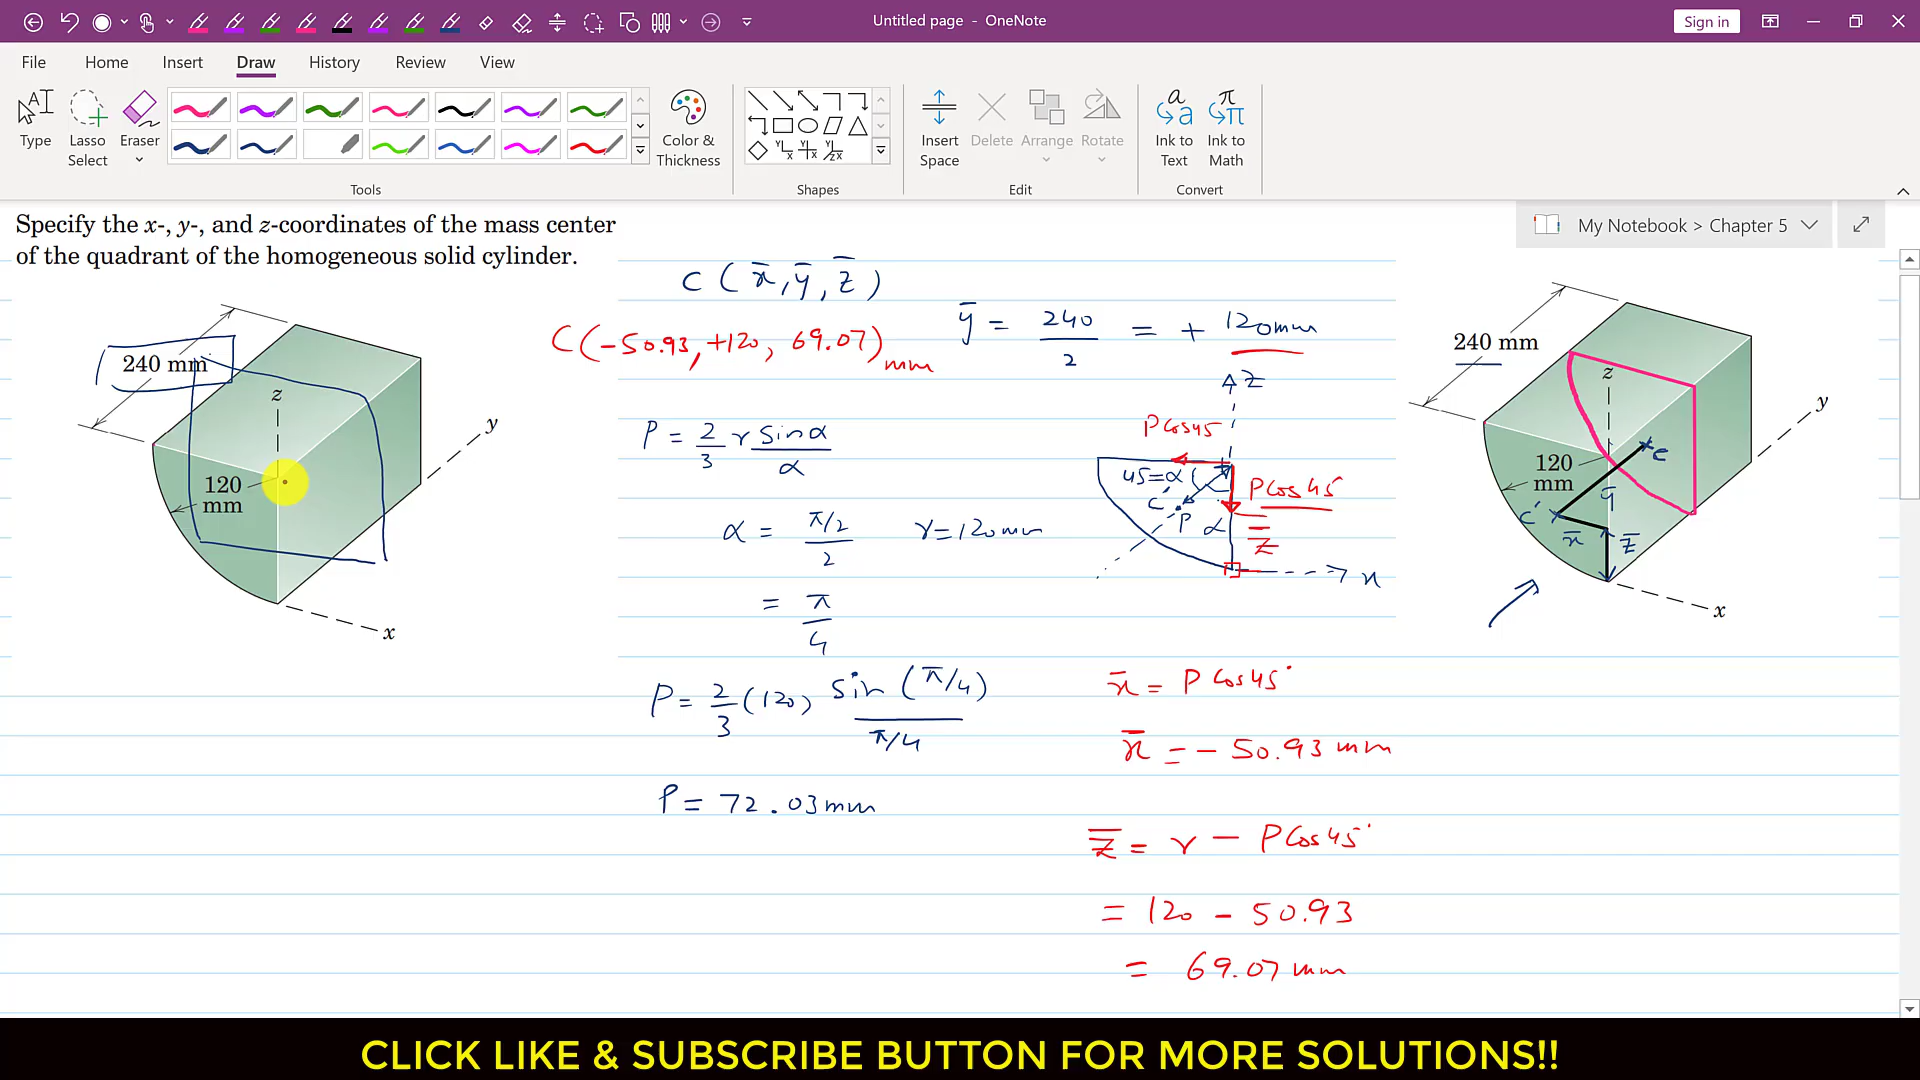 Untitled page - OneNote
Sign in
File Home Insert Draw History Review View
Type
Lasso Select
Eraser
Color & Thickness
Insert Space
Delete
Arrange
Rotate
Ink to Text
Ink to Math
Tools
Shapes
Edit
Convert
My Notebook > Chapter 5
Specify the x-, y-, and z-coordinates of the mass center
of the quadrant of the homogeneous solid cylinder.
240 mm
z
y
120
mm
x
C ( x̄, ȳ, z̄ )
C(-50.93, +120, 69.07) mm
ȳ = 240/2 = + 120mm
ρ = 2/3 r sinα/α
α = π/2/2 r=120mm
= π/4
ρ = 2/3 (120) sin (π/4)/π/4
ρ = 72.03mm
z
ρcos45
45=α
α
ρcos45
C'
ρ
α
z̄
x
x̄ = ρ cos45°
x̄ = - 50.93 mm
z̄ = r - ρcos45°
= 120 - 50.93
= 69.07 mm
240 mm
z
y
120
mm
C
ȳ
C'
x̄
z̄
x
CLICK LIKE & SUBSCRIBE BUTTON FOR MORE SOLUTIONS!!